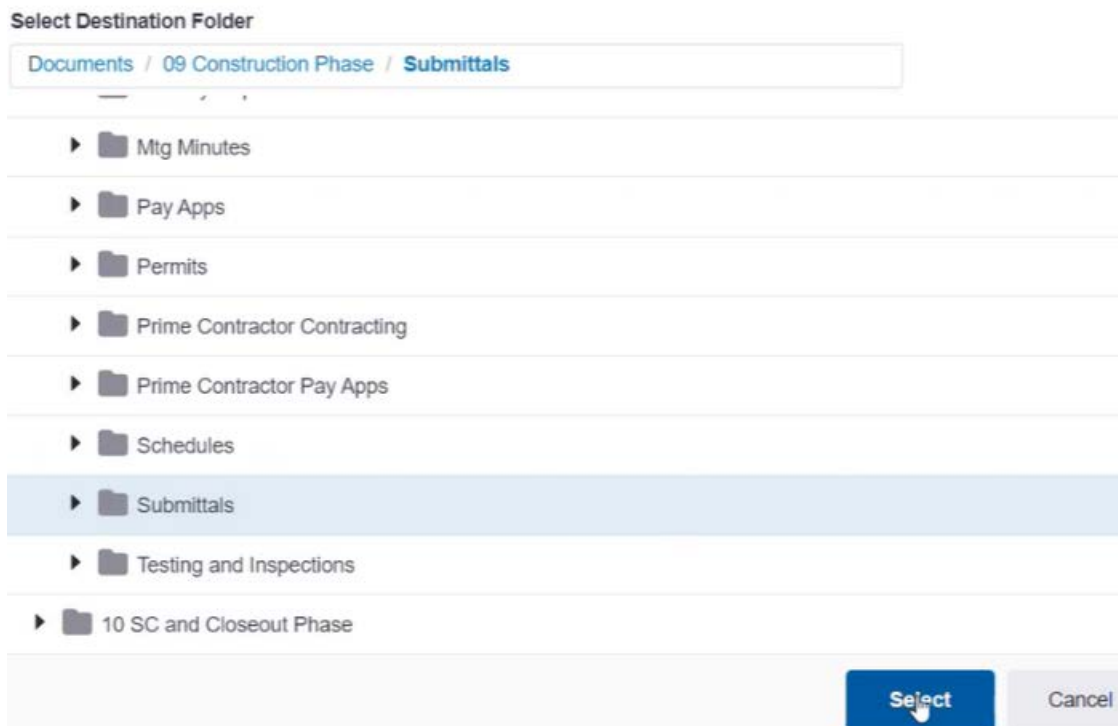 Select Destination Folder
Documents / 09 Construction Phase / Submittals
Mtg Minutes
Pay Apps
Permits
Prime Contractor Contracting
Prime Contractor Pay Apps
Schedules
Submittals
Testing and Inspections
10 SC and Closeout Phase
Select Cancel